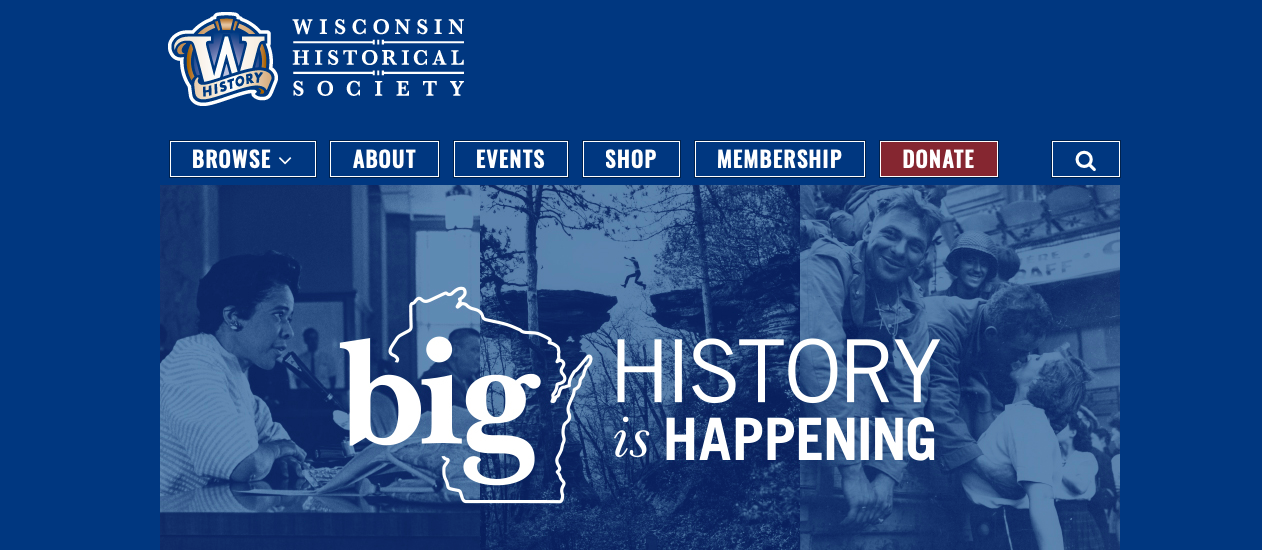 W
HISTORY
WISCONSIN
HISTORICAL
SOCIETY
BROWSE
ABOUT
EVENTS
SHOP
MEMBERSHIP
DONATE
big
HISTORY
is HAPPENING